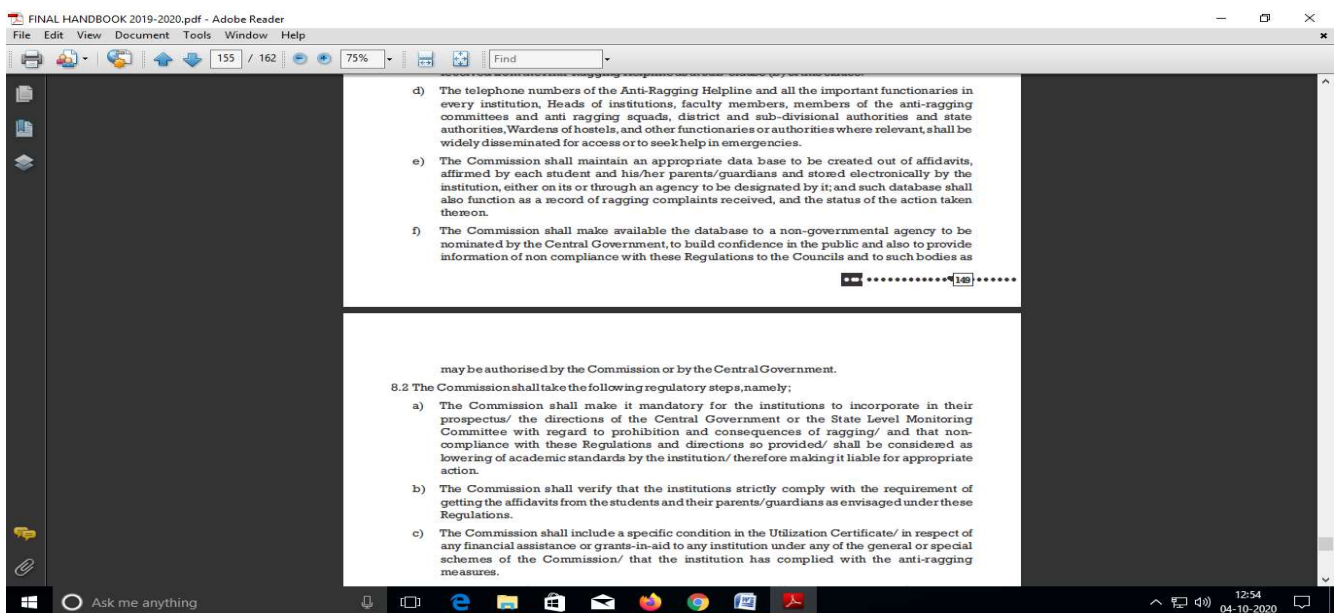 FINAL HANDBOOK 2019-2020.pdf - Adobe Reader
File Edit View Document Tools Window Help
155 / 162 75% Find
d) The telephone numbers of the Anti-Ragging Helpline and all the important functionaries in
every institution, Heads of institutions, faculty members, members of the anti-ragging
committees and anti ragging squads, district and sub-divisional authorities and state
authorities, Wardens of hostels, and other functionaries or authorities where relevant, shall be
widely disseminated for access or to seek help in emergencies.
e) The Commission shall maintain an appropriate data base to be created out of affidavits,
affirmed by each student and his/her parents/guardians and stored electronically by the
institution, either on its or through an agency to be designated by it; and such database shall
also function as a record of ragging complaints received, and the status of the action taken
thereon.
f) The Commission shall make available the database to a non-governmental agency to be
nominated by the Central Government, to build confidence in the public and also to provide
information of non compliance with these Regulations to the Councils and to such bodies as
149
may be authorised by the Commission or by the Central Government.
8.2 The Commission shall take the following regulatory steps, namely;
a) The Commission shall make it mandatory for the institutions to incorporate in their
prospectus/ the directions of the Central Government or the State Level Monitoring
Committee with regard to prohibition and consequences of ragging/ and that non-
compliance with these Regulations and directions so provided/ shall be considered as
lowering of academic standards by the institution/ therefore making it liable for appropriate
action.
b) The Commission shall verify that the institutions strictly comply with the requirement of
getting the affidavits from the students and their parents/guardians as envisaged under these
Regulations.
c) The Commission shall include a specific condition in the Utilization Certificate/ in respect of
any financial assistance or grants-in-aid to any institution under any of the general or special
schemes of the Commission/ that the institution has complied with the anti-ragging
measures.
Ask me anything
12:54
04-10-2020